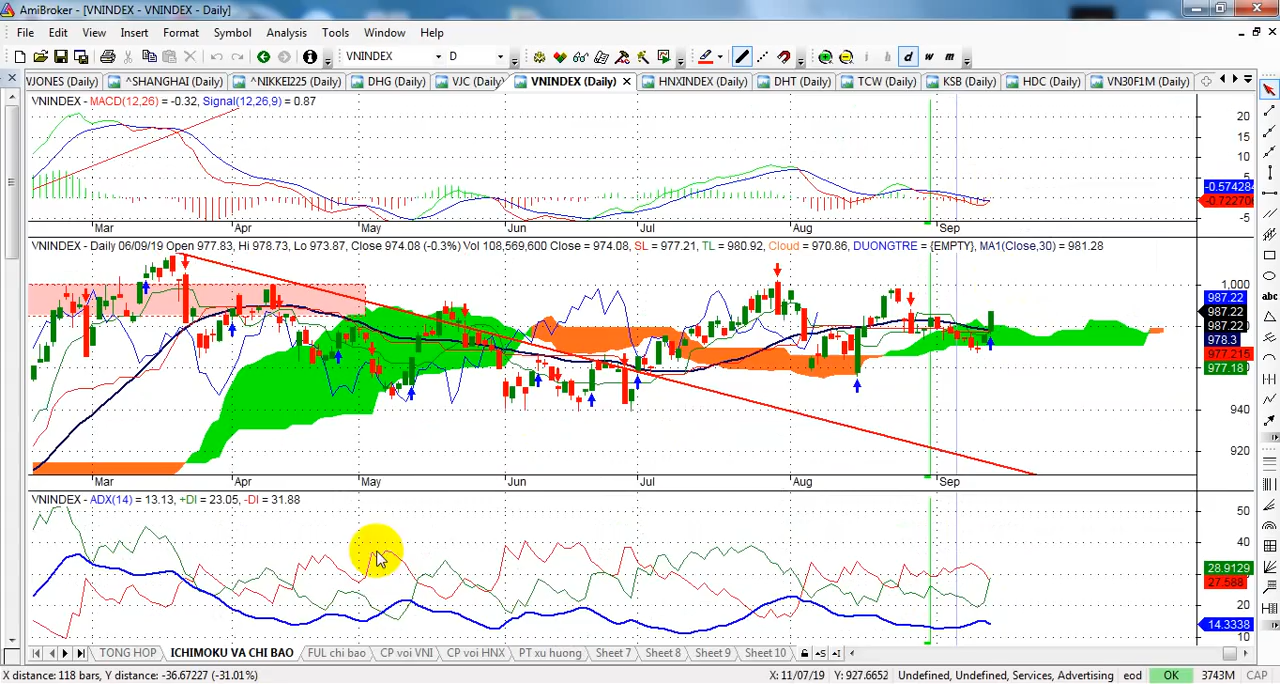 AmiBroker - [VNINDEX - VNINDEX - Daily]
File Edit View Insert Format Symbol Analysis Tools Window Help
VNINDEX D d w m
VJONES (Daily) ^SHANGHAI (Daily) ^NIKKEI225 (Daily) DHG (Daily) VJC (Daily) VNINDEX (Daily) HNXINDEX (Daily) DHT (Daily) TCW (Daily) KSB (Daily) HDC (Daily) VN30F1M (Daily)
VNINDEX - MACD(12,26) = -0.32, Signal(12,26,9) = 0.87
20
15
10
5
-0.574284
-0.72270
-5
Mar Apr May Jun Jul Aug Sep
VNINDEX - Daily 06/09/19 Open 977.83, Hi 978.73, Lo 973.87, Close 974.08 (-0.3%) Vol 108,569,600 Close = 974.08, SL = 977.21, TL = 980.92, Cloud = 970.86, DUONGTRE = {EMPTY}, MA1(Close,30) = 981.28
1,000
987.22
987.22
987.22
978.3
977.215
977.18
940
920
Mar Apr May Jun Jul Aug Sep
VNINDEX - ADX(14) = 13.13, +DI = 23.05, -DI = 31.88
50
40
28.9129
27.588
20
14.3338
10
abc
TONG HOP ICHIMOKU VA CHI BAO FUL chi bao CP voi VNI CP voi HNX PT xu huong Sheet 7 Sheet 8 Sheet 9 Sheet 10
X distance: 118 bars, Y distance: -36.67227 (-31.01%) X: 11/07/19 Y: 927.6652 Undefined, Undefined, Services, Advertising eod OK 3743M CAP